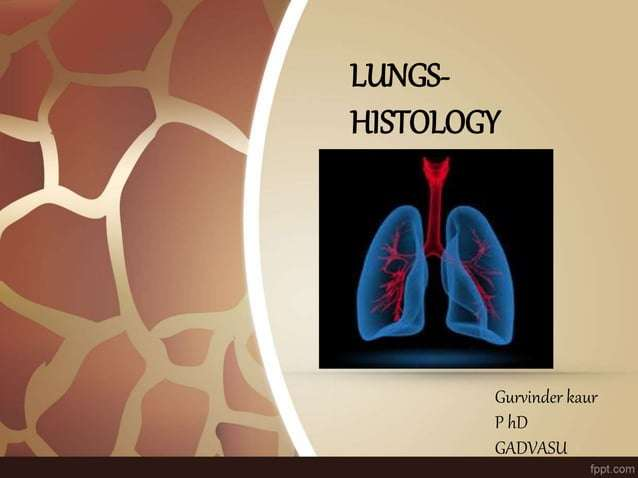 LUNGS-
HISTOLOGY
Gurvinder kaur
P hD
GADVASU
fppt.com